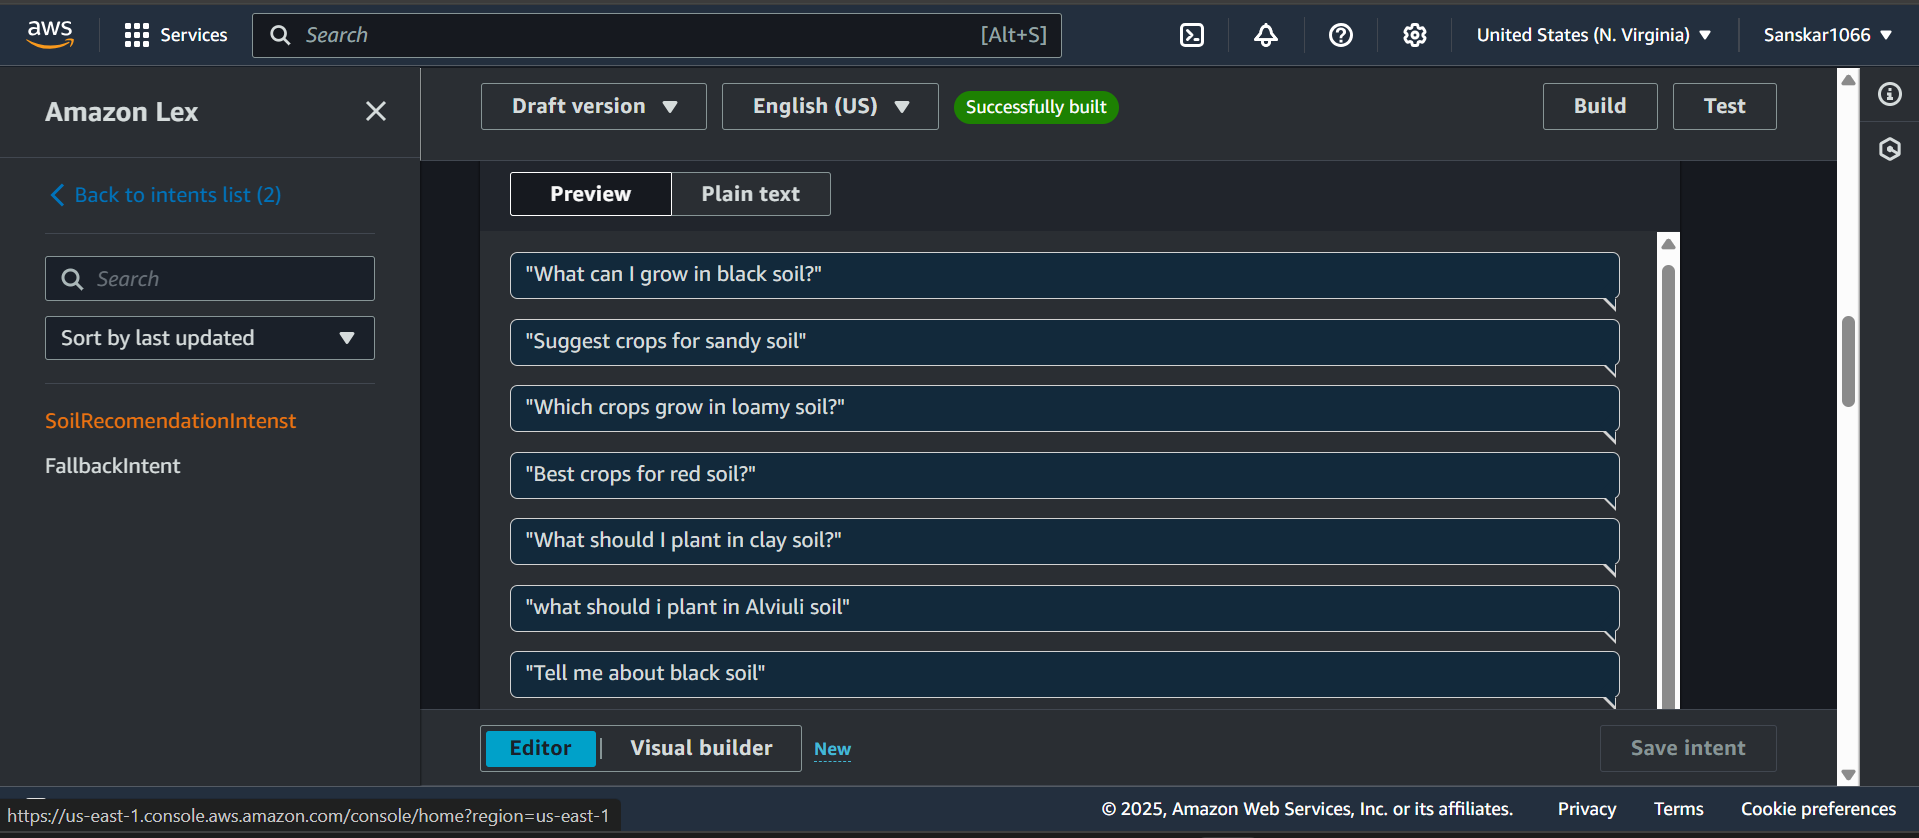 aws
Services
Search
[Alt+S]
United States (N. Virginia)
Sanskar1066
Amazon Lex
Draft version
English (US)
Successfully built
Build
Test
Back to intents list (2)
Search
Sort by last updated
SoilRecomendationIntenst
FallbackIntent
Preview
Plain text
"What can I grow in black soil?"
"Suggest crops for sandy soil"
"Which crops grow in loamy soil?"
"Best crops for red soil?"
"What should I plant in clay soil?"
"what should i plant in Alviuli soil"
"Tell me about black soil"
Editor
Visual builder
New
Save intent
https://us-east-1.console.aws.amazon.com/console/home?region=us-east-1
© 2025, Amazon Web Services, Inc. or its affiliates.
Privacy
Terms
Cookie preferences